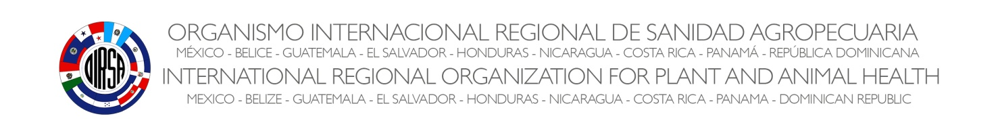 OIRSA
ORGANISMO INTERNACIONAL REGIONAL DE SANIDAD AGROPECUARIA
MÉXICO - BELICE - GUATEMALA - EL SALVADOR - HONDURAS - NICARAGUA - COSTA RICA - PANAMÁ - REPÚBLICA DOMINICANA
INTERNATIONAL REGIONAL ORGANIZATION FOR PLANT AND ANIMAL HEALTH
MEXICO - BELIZE - GUATEMALA - EL SALVADOR - HONDURAS - NICARAGUA - COSTA RICA - PANAMA - DOMINICAN REPUBLIC